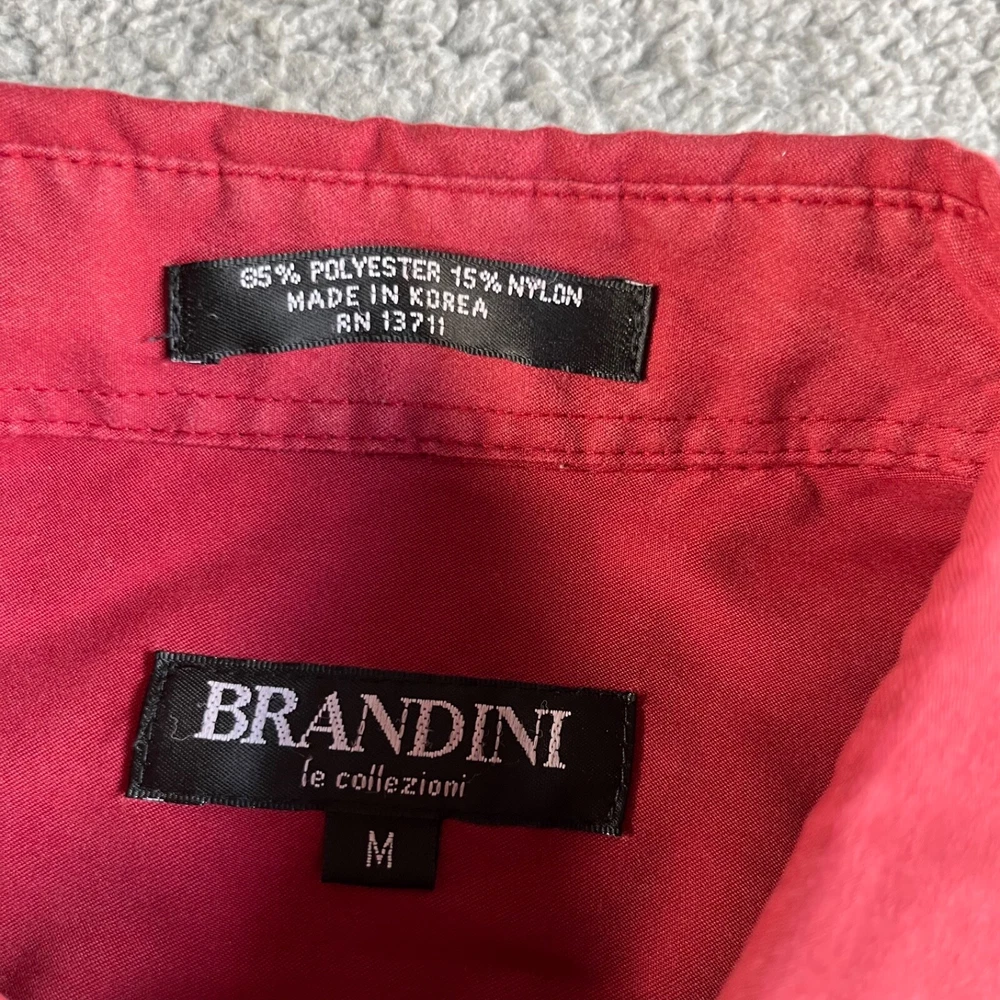 85% POLYESTER 15% NYLON
MADE IN KOREA
RN 13711
BRANDINI
le collezioni
M